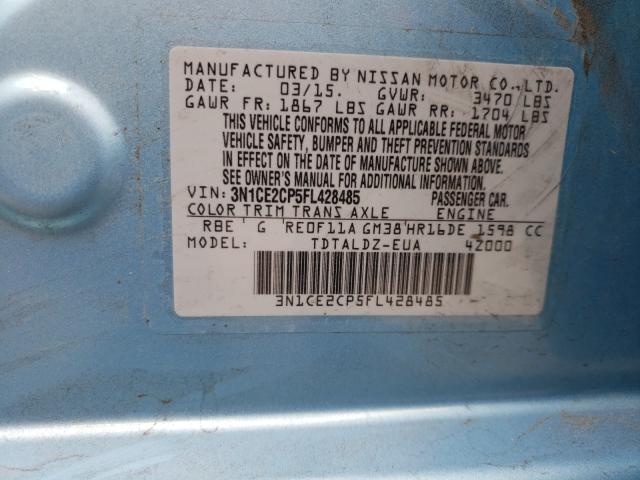 MANUFACTURED BY NISSAN MOTOR CO., LTD.
DATE: 03/15. GVWR: 3470 LBS
GAWR FR: 1867 LBS GAWR RR: 1704 LBS
THIS VEHICLE CONFORMS TO ALL APPLICABLE FEDERAL MOTOR
VEHICLE SAFETY, BUMPER AND THEFT PREVENTION STANDARDS
IN EFFECT ON THE DATE OF MANUFACTURE SHOWN ABOVE.
SEE OWNER'S MANUAL FOR ADDITIONAL INFORMATION.
VIN: 3N1CE2CP5FL428485 PASSENGER CAR.
COLOR TRIM TRANS AXLE ENGINE
RBE G RE0F11A GM38 HR16DE 1598 CC
MODEL: TDTALDZ-EUA 42000
3N1CE2CP5FL428485